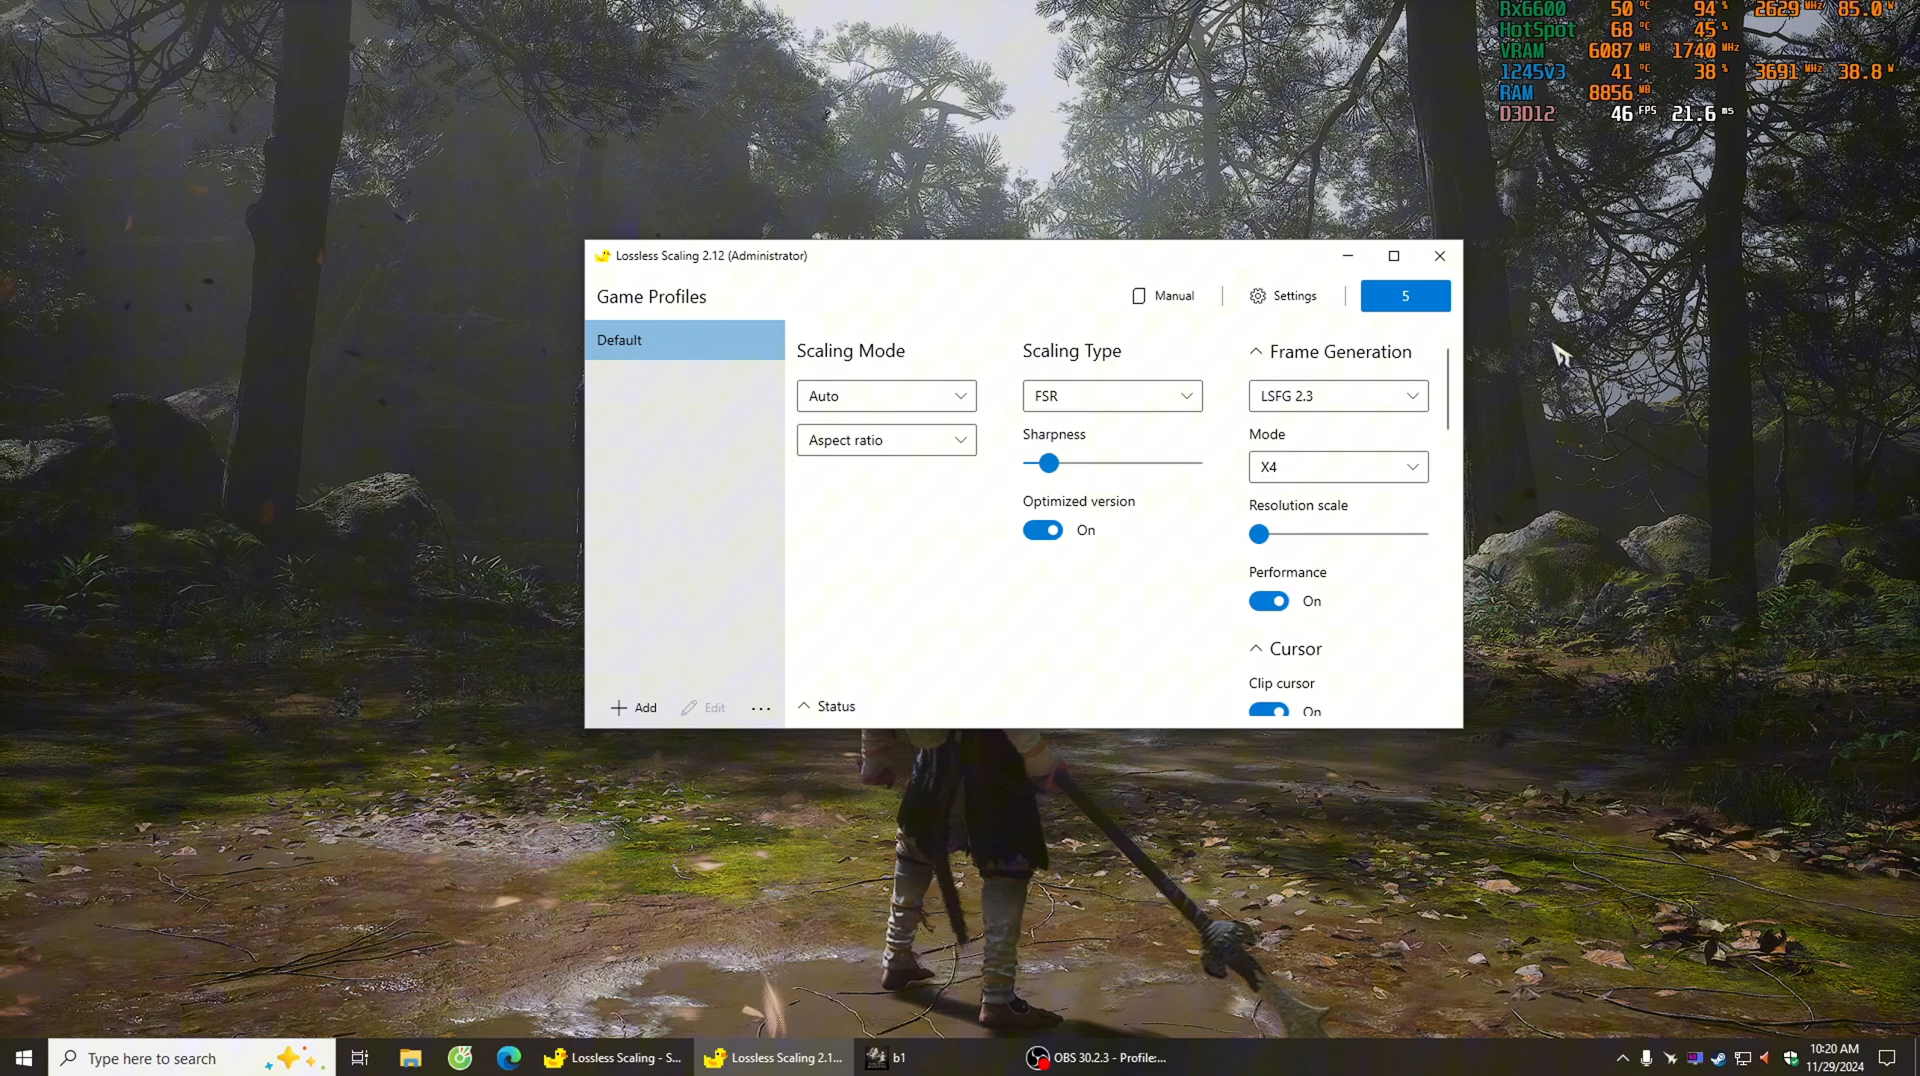 Rx6600 50 °C 94 % 2629 MHz 85.0 W
HotSpot 68 °C 45 %
VRAM 6087 MB 1740 MHz
1245v3 41 °C 38 % 3691 MHz 38.8 W
RAM 8856 MB
D3D12 46 FPS 21.6 ms
Lossless Scaling 2.12 (Administrator)
Game Profiles
Manual
Settings
5
Default
Scaling Mode
Auto
Aspect ratio
Scaling Type
FSR
Sharpness
Optimized version
On
Frame Generation
LSFG 2.3
Mode
X4
Resolution scale
Performance
On
Cursor
Clip cursor
On
Add
Edit
...
Status
Type here to search
Lossless Scaling - S...
Lossless Scaling 2.1...
b1
OBS 30.2.3 - Profile:...
10:20 AM
11/29/2024